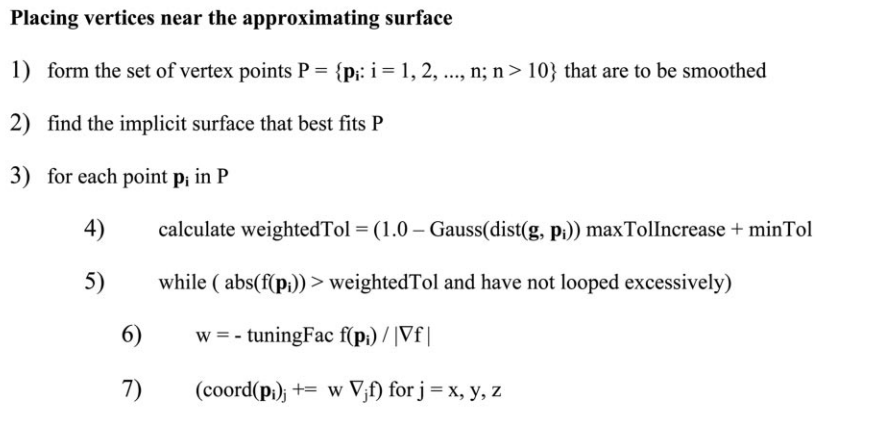 Placing vertices near the approximating surface
1) form the set of vertex points P = {pᵢ: i = 1, 2, ..., n; n > 10} that are to be smoothed
2) find the implicit surface that best fits P
3) for each point pᵢ in P
4) calculate weightedTol = (1.0 – Gauss(dist(g, pᵢ)) maxTolIncrease + minTol
5) while ( abs(f(pᵢ)) > weightedTol and have not looped excessively)
6) w = - tuningFac f(pᵢ) / |∇f |
7) (coord(pᵢ)ⱼ += w ∇ⱼf) for j = x, y, z